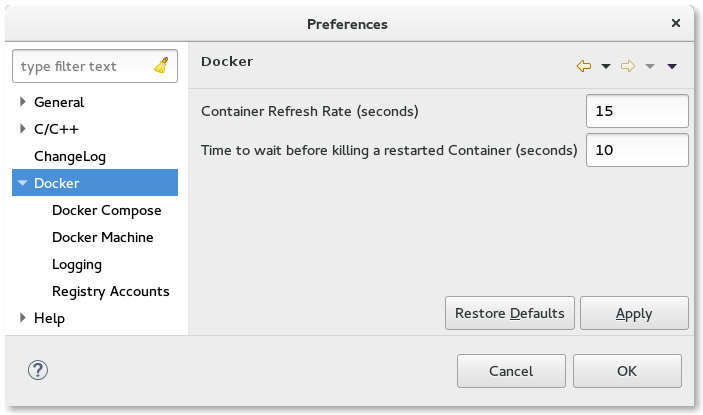 Preferences
type filter text
General
C/C++
ChangeLog
Docker
Docker Compose
Docker Machine
Logging
Registry Accounts
Help
Docker
Container Refresh Rate (seconds) 15
Time to wait before killing a restarted Container (seconds) 10
Restore Defaults Apply
? Cancel OK